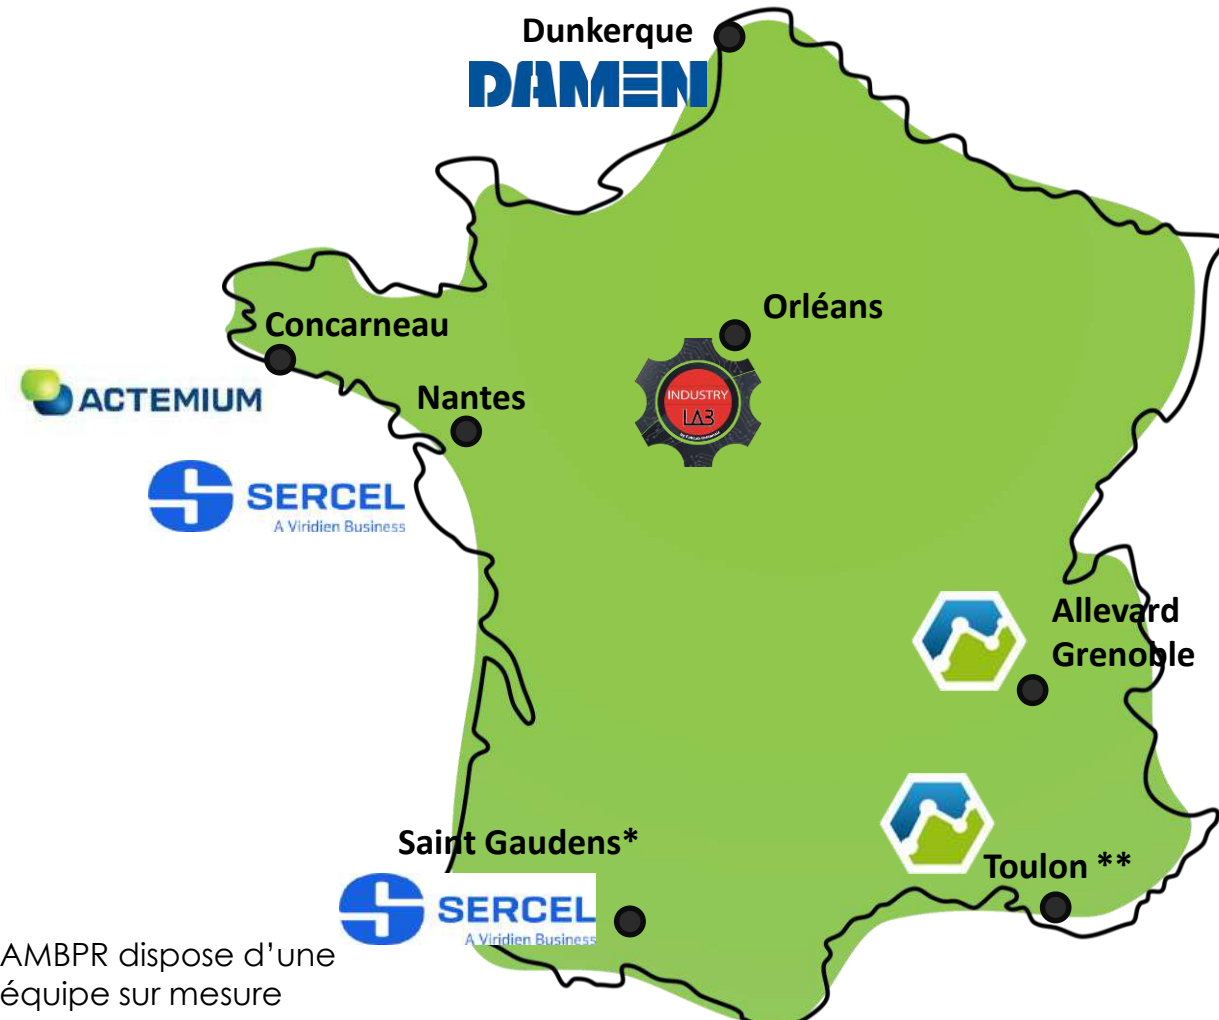 Dunkerque
DAMEN
Orléans
Concarneau
ACTEMIUM
Nantes
INDUSTRY
LAB
SERCEL
A Viridien Business
Allevard
Grenoble
Saint Gaudens*
Toulon **
SERCEL
A Viridien Business
AMBPR dispose d’une
équipe sur mesure